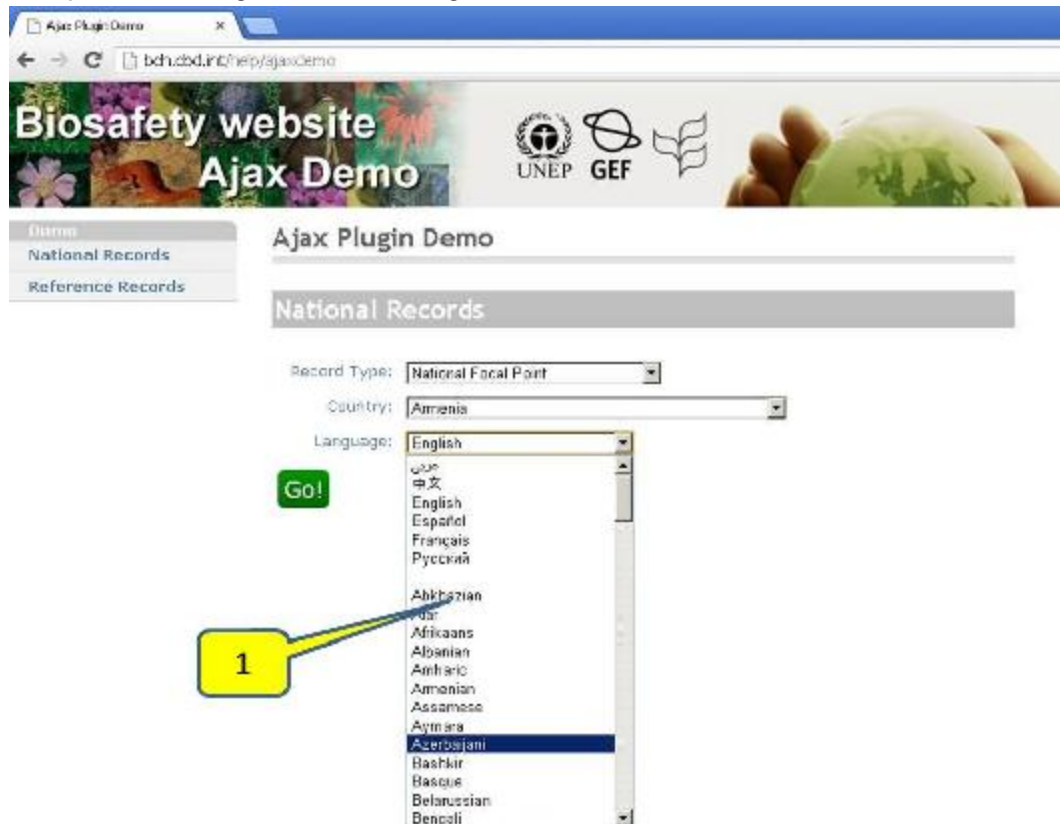 Ajax Plugin Demo
bch.cbd.int/help/ajaxdemo
Biosafety website
Ajax Demo
UNEP GEF
Demo
National Records
Reference Records
Ajax Plugin Demo
National Records
Record Type: National Focal Point
Country: Armenia
Language: English
عربي
中文
English
Español
Français
Русский
Go!
Abkhazian
Afar
Afrikaans
Albanian
1
Amharic
Armenian
Assamese
Aymara
Azerbaijani
Bashkir
Basque
Belarussian
Bengali